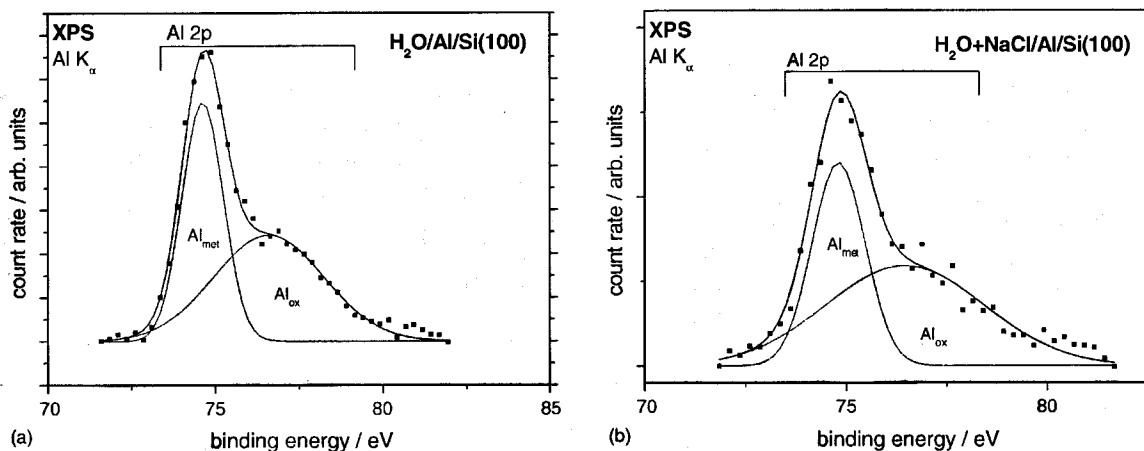 XPS
Al Kα
Al 2p
H2O/Al/Si(100)
count rate / arb. units
Almet
Alox
70
75
80
85
binding energy / eV
(a)
XPS
Al Kα
H2O+NaCl/Al/Si(100)
Al 2p
count rate / arb. units
Almet
Alox
70
75
80
binding energy / eV
(b)